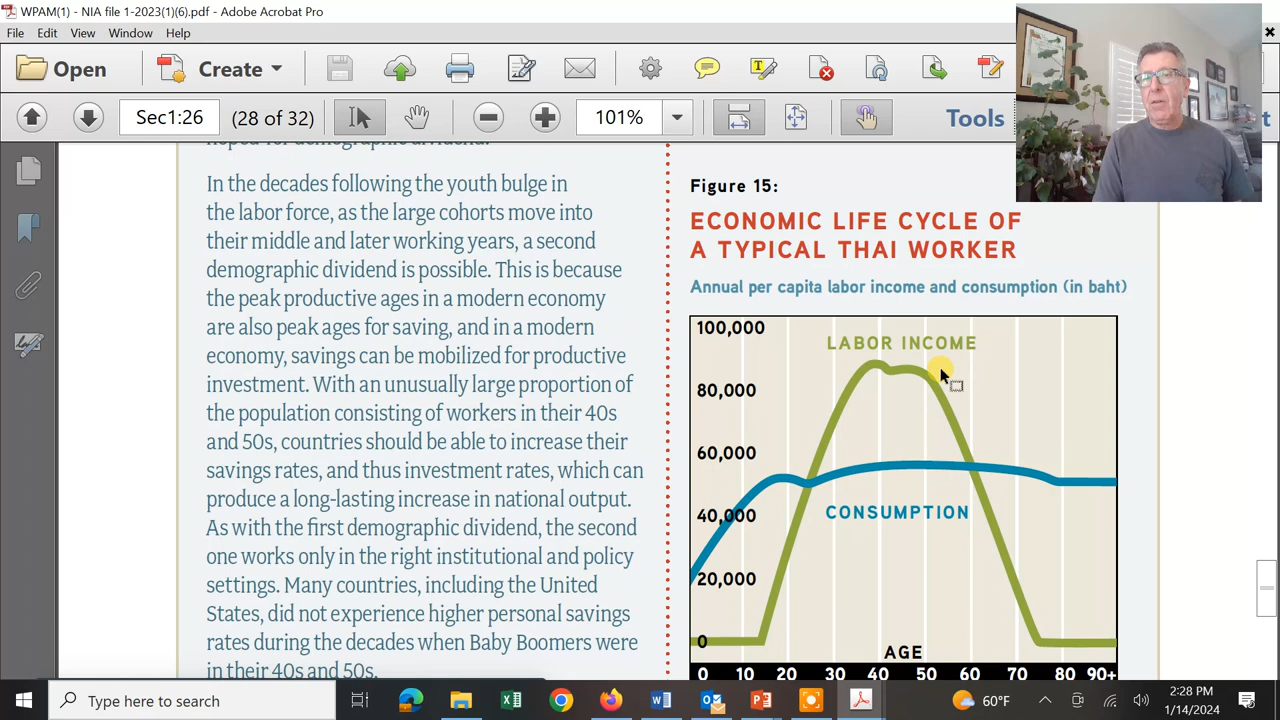 WPAM(1) - NIA file 1-2023(1)(6).pdf - Adobe Acrobat Pro
File Edit View Window Help
Open Create
Sec1:26 (28 of 32) 101% Tools
In the decades following the youth bulge in
the labor force, as the large cohorts move into
their middle and later working years, a second
demographic dividend is possible. This is because
the peak productive ages in a modern economy
are also peak ages for saving, and in a modern
economy, savings can be mobilized for productive
investment. With an unusually large proportion of
the population consisting of workers in their 40s
and 50s, countries should be able to increase their
savings rates, and thus investment rates, which can
produce a long-lasting increase in national output.
As with the first demographic dividend, the second
one works only in the right institutional and policy
settings. Many countries, including the United
States, did not experience higher personal savings
rates during the decades when Baby Boomers were
in their 40s and 50s.
Figure 15:
ECONOMIC LIFE CYCLE OF
A TYPICAL THAI WORKER
Annual per capita labor income and consumption (in baht)
100,000
LABOR INCOME
80,000
60,000
CONSUMPTION
40,000
20,000
0
AGE
0 10 20 30 40 50 60 70 80 90+
Type here to search
60°F
2:28 PM
1/14/2024